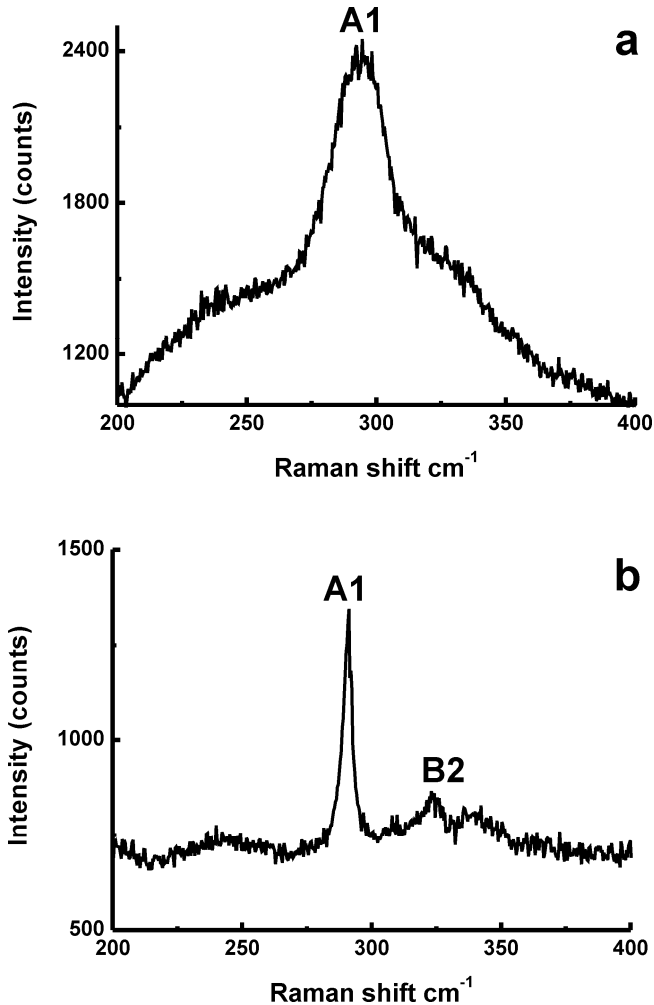 A1
a
2400
1800
1200
Intensity (counts)
200 250 300 350 400
Raman shift cm-1
1500
b
A1
1000
B2
500
Intensity (counts)
200 250 300 350 400
Raman shift cm-1